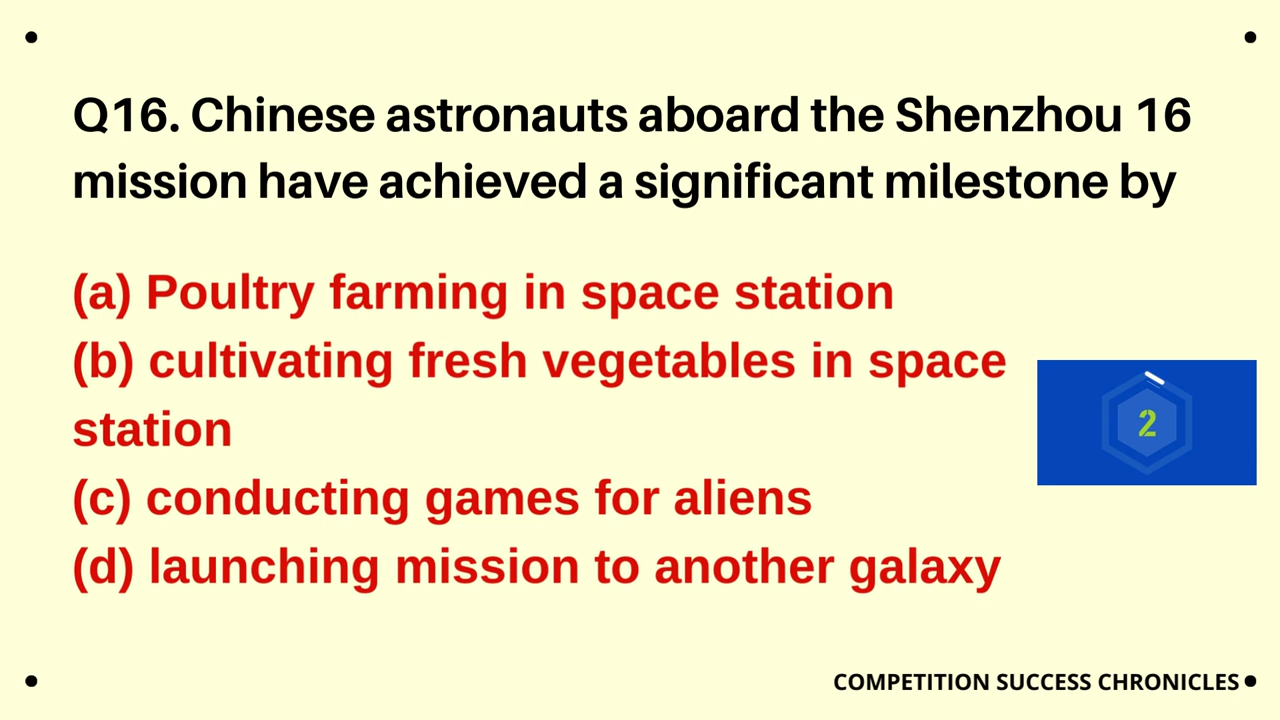 Q16. Chinese astronauts aboard the Shenzhou 16
mission have achieved a significant milestone by
(a) Poultry farming in space station
(b) cultivating fresh vegetables in space
station
(c) conducting games for aliens
(d) launching mission to another galaxy
2
COMPETITION SUCCESS CHRONICLES